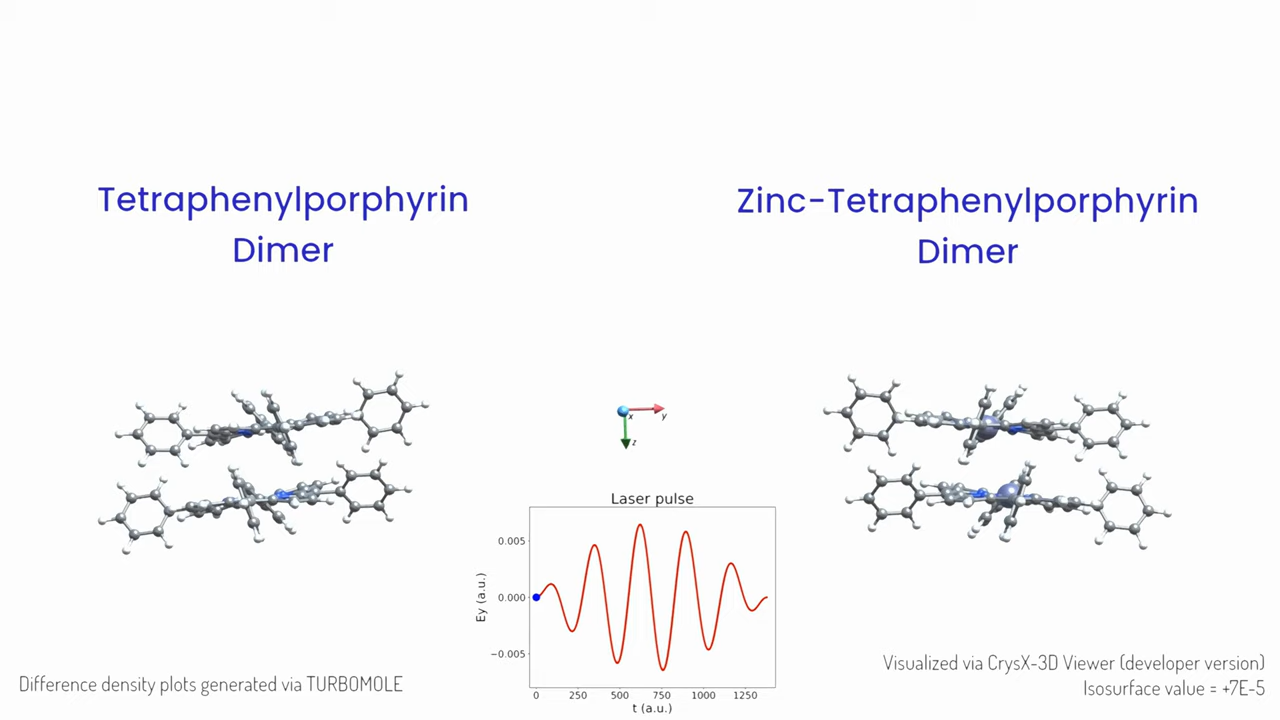 Tetraphenylporphyrin
Dimer
Zinc-Tetraphenylporphyrin
Dimer
x
y
z
Laser pulse
Ey (a.u.)
0.005
0.000
−0.005
0 250 500 750 1000 1250
t (a.u.)
Difference density plots generated via TURBOMOLE
Visualized via CrysX-3D Viewer (developer version)
Isosurface value = +7E-5